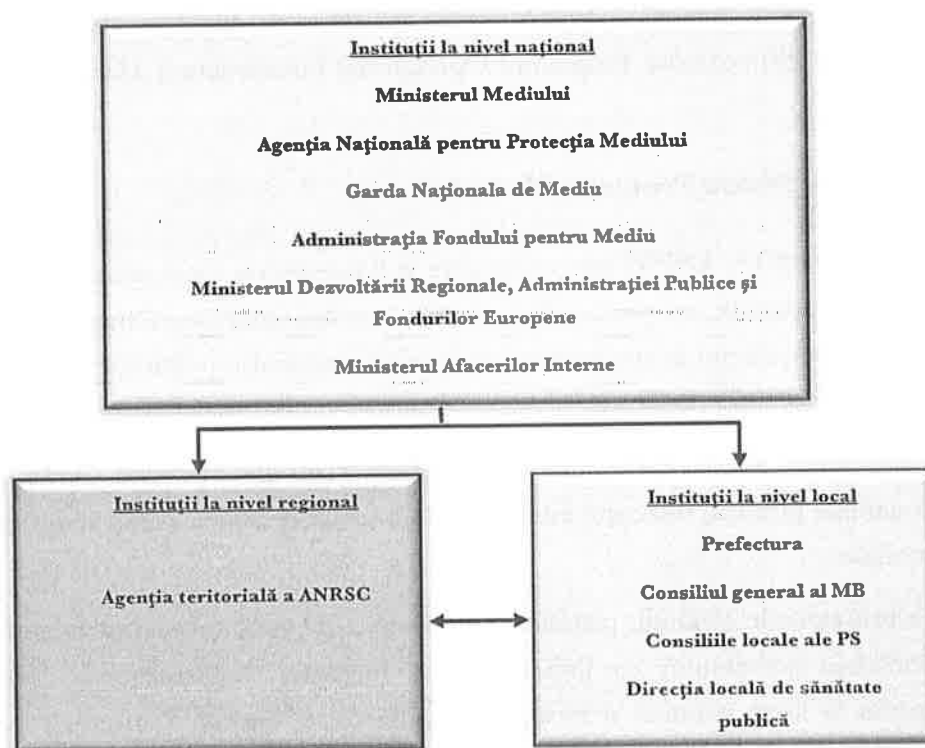 Instituții la nivel național
Ministerul Mediului
Agenția Națională pentru Protecția Mediului
Garda Naționala de Mediu
Administrația Fondului pentru Mediu
Ministerul Dezvoltării Regionale, Administrației Publice și
Fondurilor Europene
Ministerul Afacerilor Interne
Instituții la nivel regional
Agenția teritorială a ANRSC
Instituții la nivel local
Prefectura
Consiliul general al MB
Consiliile locale ale PS
Direcția locală de sănătate
publică